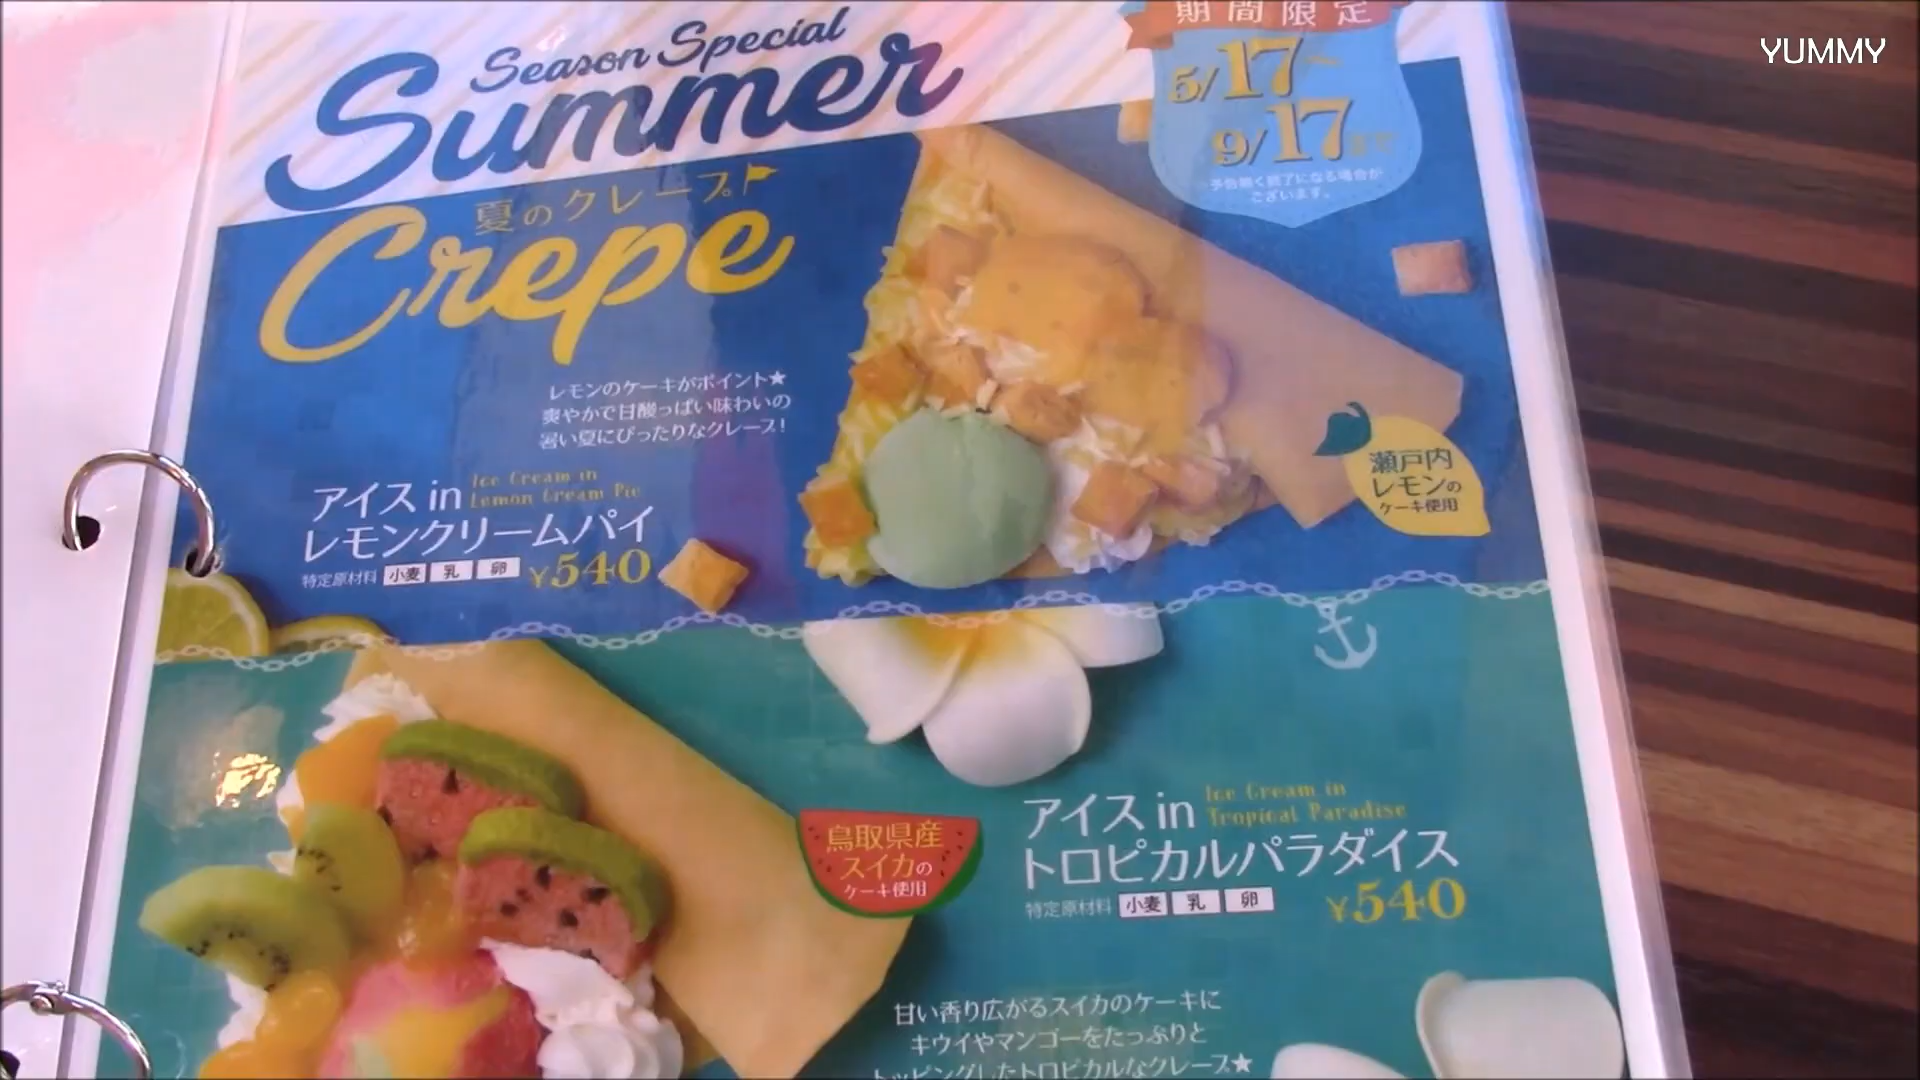 YUMMY
Season Special
Summer
夏のクレープ
Crepe
期間限定
5/17～
9/17まで
予告無く終了になる場合が
ございます。
レモンのケーキがポイント★
爽やかで甘酸っぱい味わいの
暑い夏にぴったりなクレープ!
アイス in
Ice Cream in
Lemon Cream Pie
レモンクリームパイ
特定原材料 小麦 乳 卵 ¥540
瀬戸内
レモンの
ケーキ使用
鳥取県産
スイカの
ケーキ使用
アイス in
Ice Cream in
Tropical Paradise
トロピカルパラダイス
特定原材料 小麦 乳 卵 ¥540
甘い香り広がるスイカのケーキに
キウイやマンゴーをたっぷりと
トッピングしたトロピカルなクレープ★